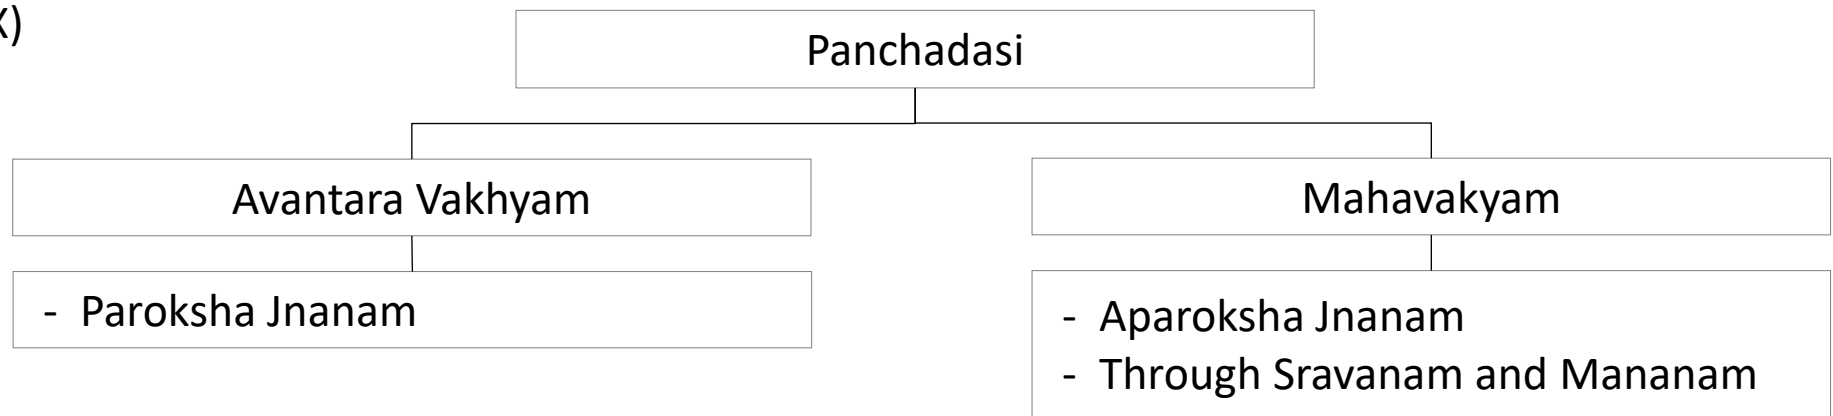 X)
Panchadasi
Avantara Vakhyam
Mahavakyam
- Paroksha Jnanam
- Aparoksha Jnanam
- Through Sravanam and Mananam